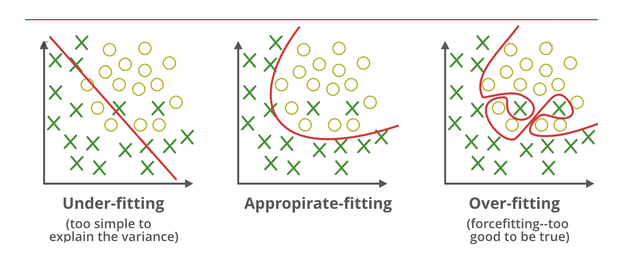 Under-fitting
(too simple to
explain the variance)
Appropirate-fitting
Over-fitting
(forcefitting--too
good to be true)